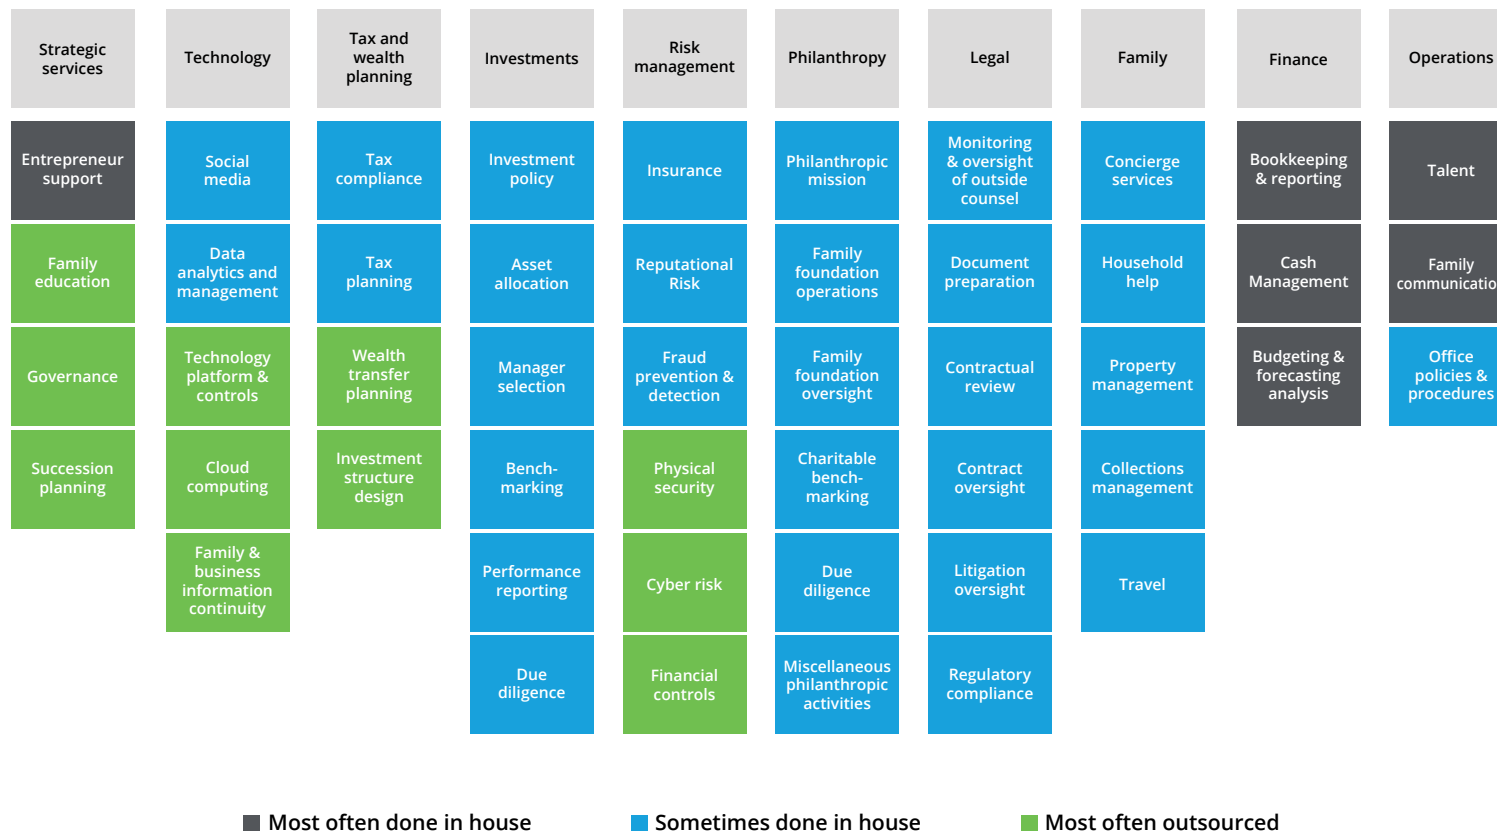 Strategic
services
Technology
Tax and
wealth
planning
Investments
Risk
management
Philanthropy
Legal
Family
Finance
Operations
Entrepreneur
support
Social
media
Tax
compliance
Investment
policy
Insurance
Philanthropic
mission
Monitoring
& oversight
of outside
counsel
Concierge
services
Bookkeeping
& reporting
Talent
Family
education
Data
analytics and
management
Tax
planning
Asset
allocation
Reputational
Risk
Family
foundation
operations
Document
preparation
Household
help
Cash
Management
Family
communicatio
Governance
Technology
platform &
controls
Wealth
transfer
planning
Manager
selection
Fraud
prevention &
detection
Family
foundation
oversight
Contractual
review
Property
management
Budgeting &
forecasting
analysis
Office
policies &
procedures
Succession
planning
Cloud
computing
Investment
structure
design
Bench-
marking
Physical
security
Charitable
bench-
marking
Contract
oversight
Collections
management
Family &
business
information
continuity
Performance
reporting
Cyber risk
Due
diligence
Litigation
oversight
Travel
Due
diligence
Financial
controls
Miscellaneous
philanthropic
activities
Regulatory
compliance
Most often done in house
Sometimes done in house
Most often outsourced